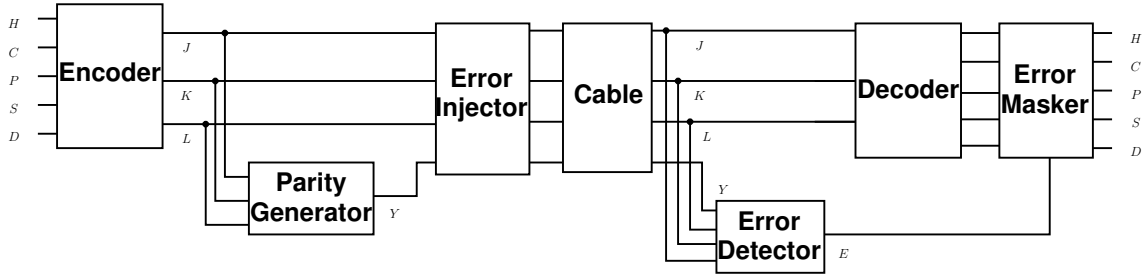 H
C
P
S
D
Encoder
J
K
L
Parity
Generator
Y
Error
Injector
Cable
J
K
L
Y
Error
Detector
E
Decoder
Error
Masker
H
C
P
S
D